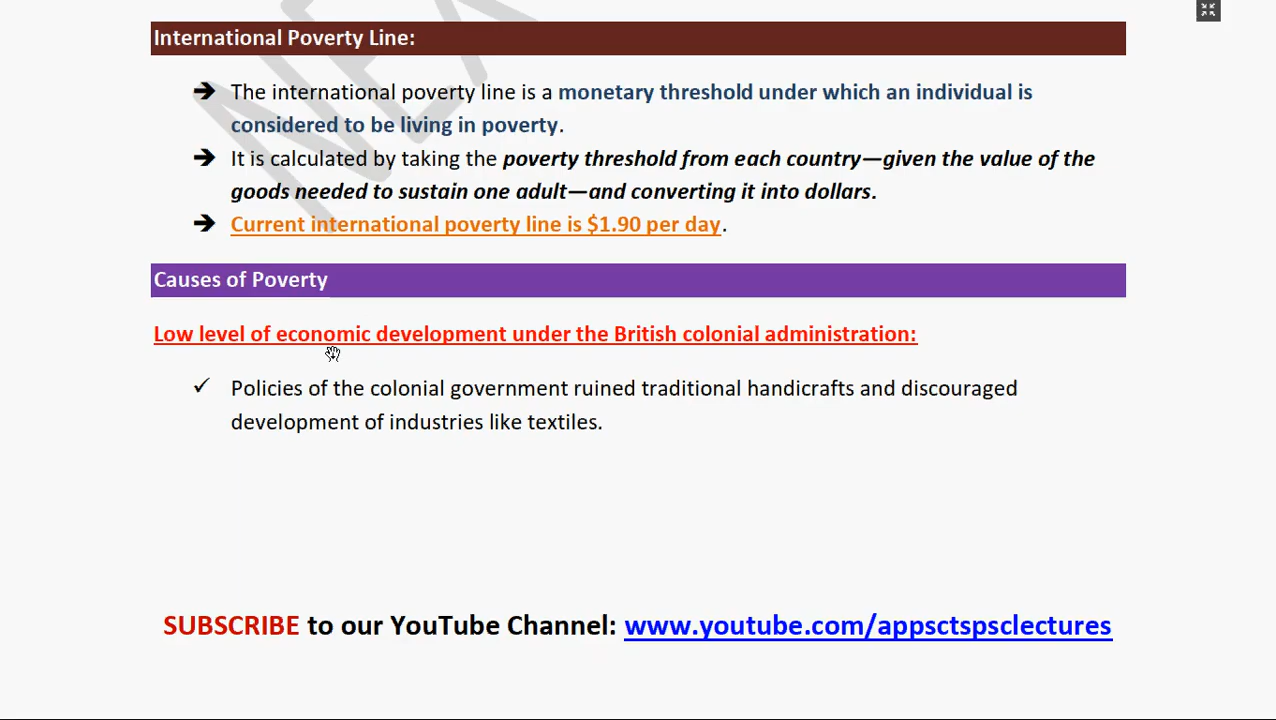 International Poverty Line:
➔ The international poverty line is a monetary threshold under which an individual is
considered to be living in poverty.
➔ It is calculated by taking the poverty threshold from each country—given the value of the
goods needed to sustain one adult—and converting it into dollars.
➔ Current international poverty line is $1.90 per day.
Causes of Poverty
Low level of economic development under the British colonial administration:
✓ Policies of the colonial government ruined traditional handicrafts and discouraged
development of industries like textiles.
SUBSCRIBE to our YouTube Channel: www.youtube.com/appsctspsclectures